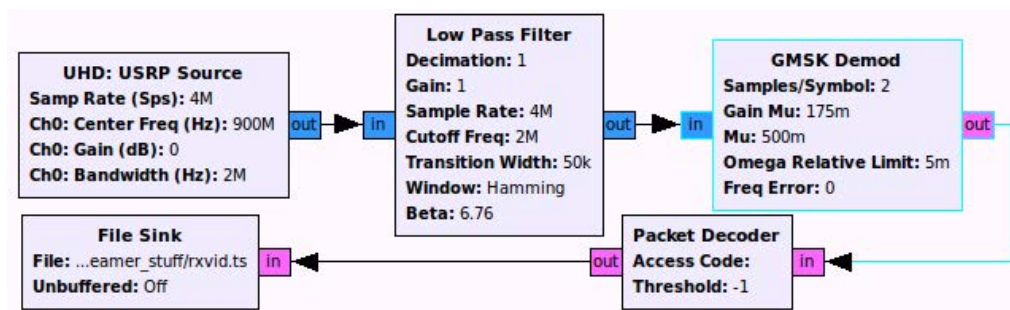 UHD: USRP Source
Samp Rate (Sps): 4M
Ch0: Center Freq (Hz): 900M
Ch0: Gain (dB): 0
Ch0: Bandwidth (Hz): 2M
out
in
Low Pass Filter
Decimation: 1
Gain: 1
Sample Rate: 4M
Cutoff Freq: 2M
Transition Width: 50k
Window: Hamming
Beta: 6.76
out
in
GMSK Demod
Samples/Symbol: 2
Gain Mu: 175m
Mu: 500m
Omega Relative Limit: 5m
Freq Error: 0
out
File Sink
File: ...eamer_stuff/rxvid.ts
Unbuffered: Off
in
out
Packet Decoder
Access Code:
Threshold: -1
in